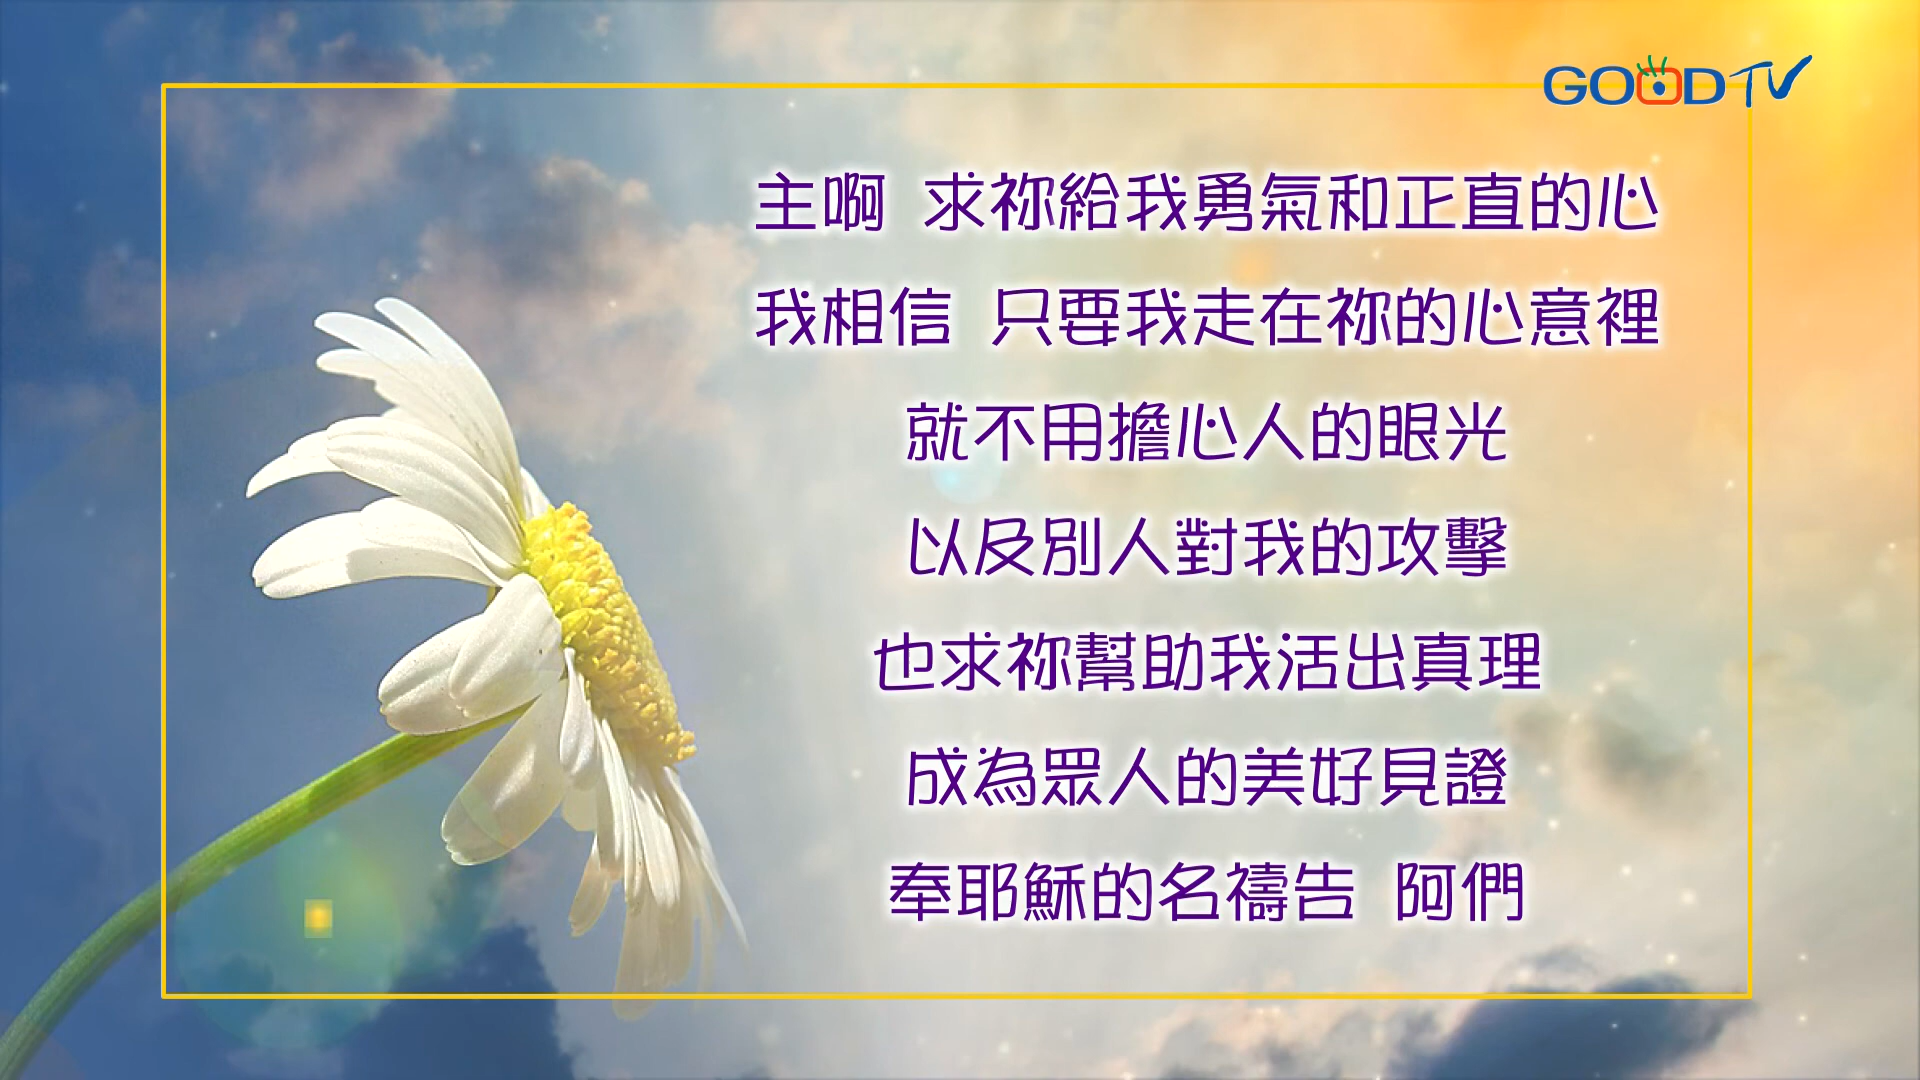 GOOD TV
主啊 求祢給我勇氣和正直的心
我相信 只要我走在祢的心意裡
就不用擔心人的眼光
以及別人對我的攻擊
也求祢幫助我活出真理
成為眾人的美好見證
奉耶穌的名禱告 阿們